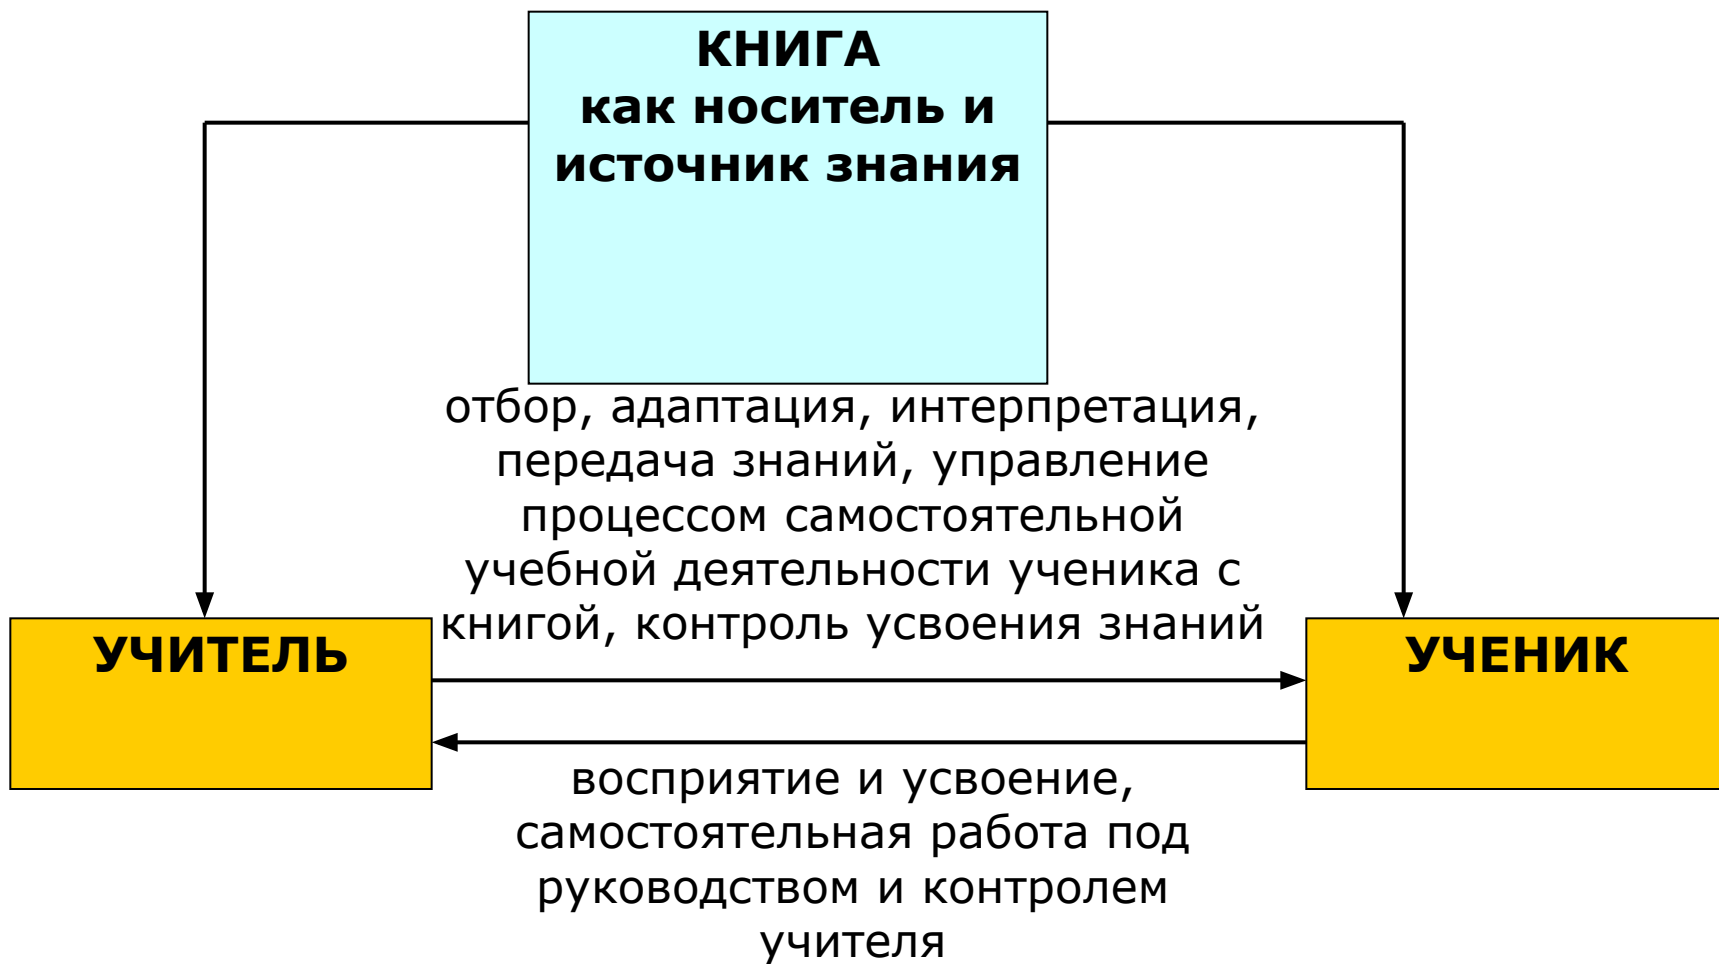 КНИГА
как носитель и
источник знания
отбор, адаптация, интерпретация,
передача знаний, управление
процессом самостоятельной
учебной деятельности ученика с
книгой, контроль усвоения знаний
УЧИТЕЛЬ
УЧЕНИК
восприятие и усвоение,
самостоятельная работа под
руководством и контролем
учителя